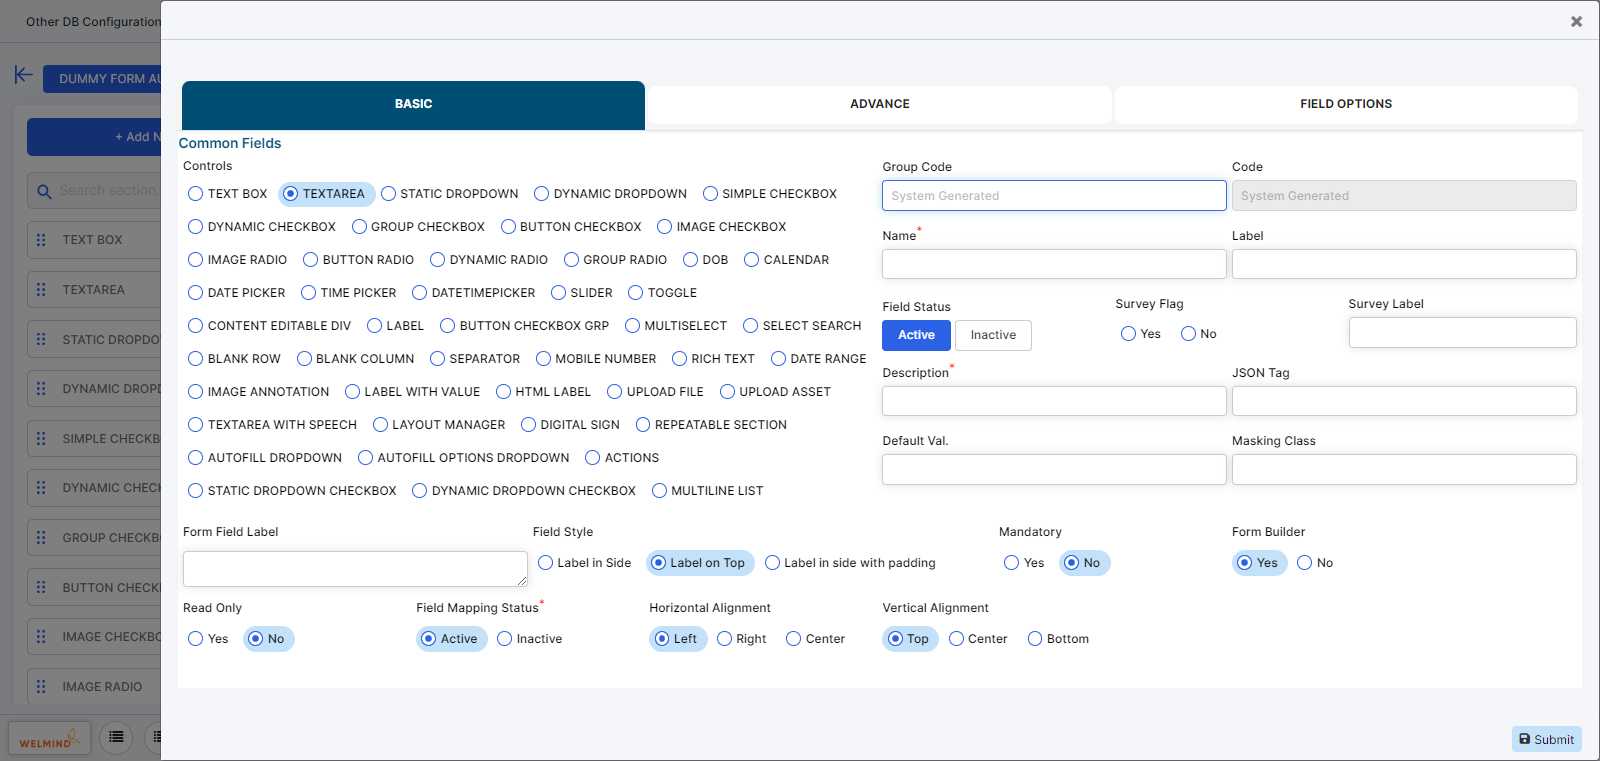 Other DB Configuration
DUMMY FORM AU
+ Add N
Search section,
TEXT BOX
TEXTAREA
STATIC DROPDO
DYNAMIC DROPD
SIMPLE CHECKB
DYNAMIC CHECK
GROUP CHECKB
BUTTON CHECK
IMAGE CHECKBO
IMAGE RADIO
WELMIND
BASIC ADVANCE FIELD OPTIONS
Common Fields
Controls
TEXT BOX TEXTAREA STATIC DROPDOWN DYNAMIC DROPDOWN SIMPLE CHECKBOX
DYNAMIC CHECKBOX GROUP CHECKBOX BUTTON CHECKBOX IMAGE CHECKBOX
IMAGE RADIO BUTTON RADIO DYNAMIC RADIO GROUP RADIO DOB CALENDAR
DATE PICKER TIME PICKER DATETIMEPICKER SLIDER TOGGLE
CONTENT EDITABLE DIV LABEL BUTTON CHECKBOX GRP MULTISELECT SELECT SEARCH
BLANK ROW BLANK COLUMN SEPARATOR MOBILE NUMBER RICH TEXT DATE RANGE
IMAGE ANNOTATION LABEL WITH VALUE HTML LABEL UPLOAD FILE UPLOAD ASSET
TEXTAREA WITH SPEECH LAYOUT MANAGER DIGITAL SIGN REPEATABLE SECTION
AUTOFILL DROPDOWN AUTOFILL OPTIONS DROPDOWN ACTIONS
STATIC DROPDOWN CHECKBOX DYNAMIC DROPDOWN CHECKBOX MULTILINE LIST
Group Code Code
System Generated System Generated
Name* Label
Field Status Survey Flag Survey Label
Active Inactive Yes No
Description* JSON Tag
Default Val. Masking Class
Form Field Label Field Style Mandatory Form Builder
Label in Side Label on Top Label in side with padding Yes No Yes No
Read Only Field Mapping Status* Horizontal Alignment Vertical Alignment
Yes No Active Inactive Left Right Center Top Center Bottom
Submit